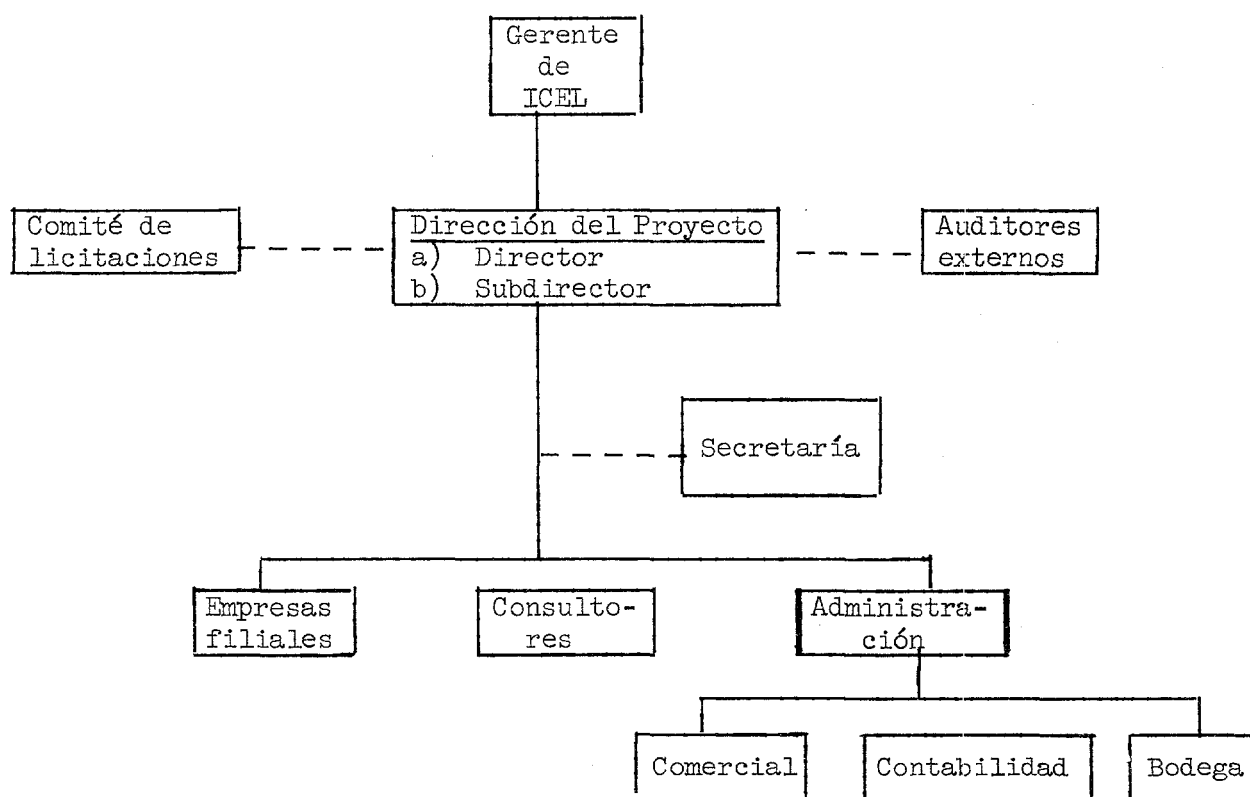 Gerente
de
ICEL
Comité de
licitaciones
Dirección del Proyecto
a) Director
b) Subdirector
Auditores
externos
Secretaría
Empresas
filiales
Consulto-
res
Administra-
ción
Comercial
Contabilidad
Bodega